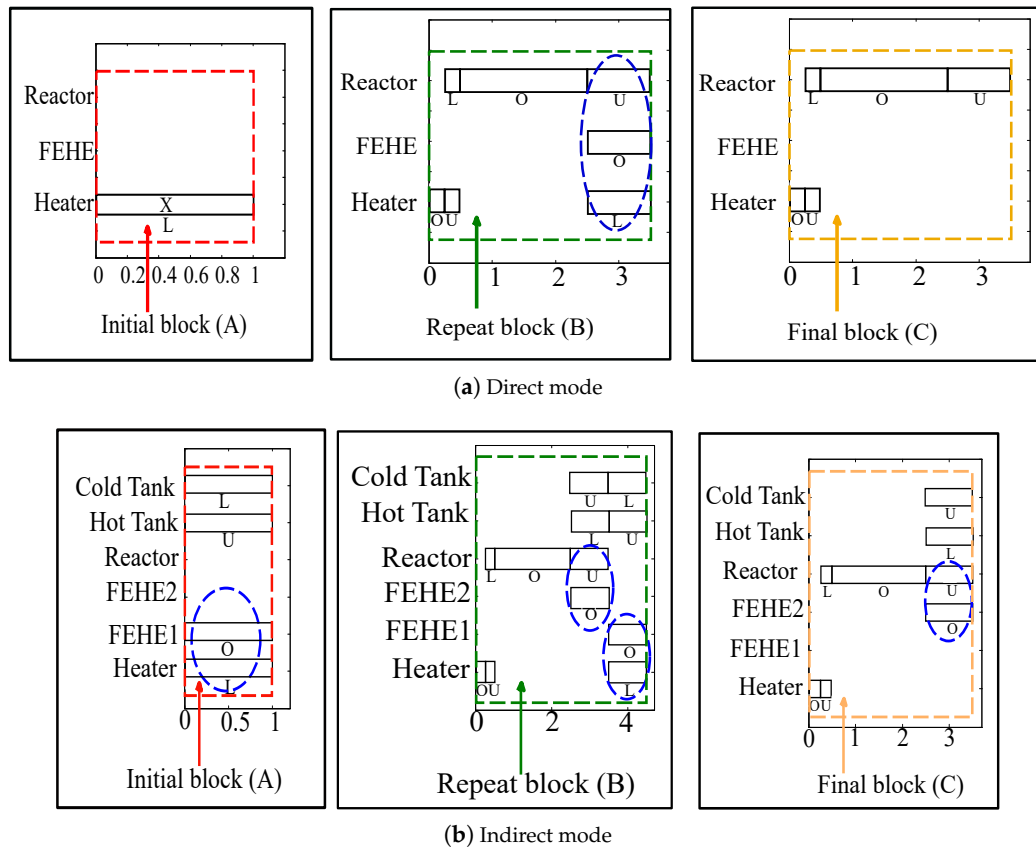 Reactor
FEHE
Heater
X
L
0 0.2 0.4 0.6 0.8 1
Initial block (A)
Reactor
L O U
FEHE
O
Heater
O U L
0 1 2 3
Repeat block (B)
Reactor
L O U
FEHE
Heater
O U
0 1 2 3
Final block (C)
(a) Direct mode
Cold Tank
L
Hot Tank
U
Reactor
FEHE2
FEHE1
O
Heater
L
0 0.5 1
Initial block (A)
Cold Tank
U L
Hot Tank
L U
Reactor
L O U
FEHE2
O
FEHE1
O
Heater
O U L
0 2 4
Repeat block (B)
Cold Tank
U
Hot Tank
L
Reactor
L O U
FEHE2
O
FEHE1
Heater
O U
0 1 2 3
Final block (C)
(b) Indirect mode